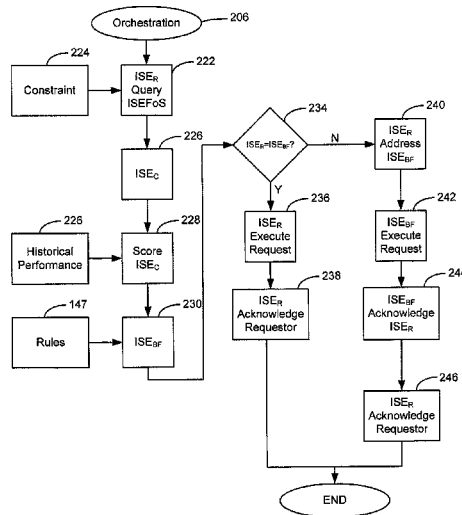 Orchestration
206
224
Constraint
222
ISER
Query
ISEFoS
226
ISEC
226
Historical
Performance
228
Score
ISEC
147
Rules
230
ISEBF
234
ISER=ISEBF?
N
Y
236
ISER
Execute
Request
238
ISER
Acknowledge
Requestor
240
ISER
Address
ISEBF
242
ISEBF
Execute
Request
244
ISEBF
Acknowledge
ISER
246
ISER
Acknowledge
Requestor
END